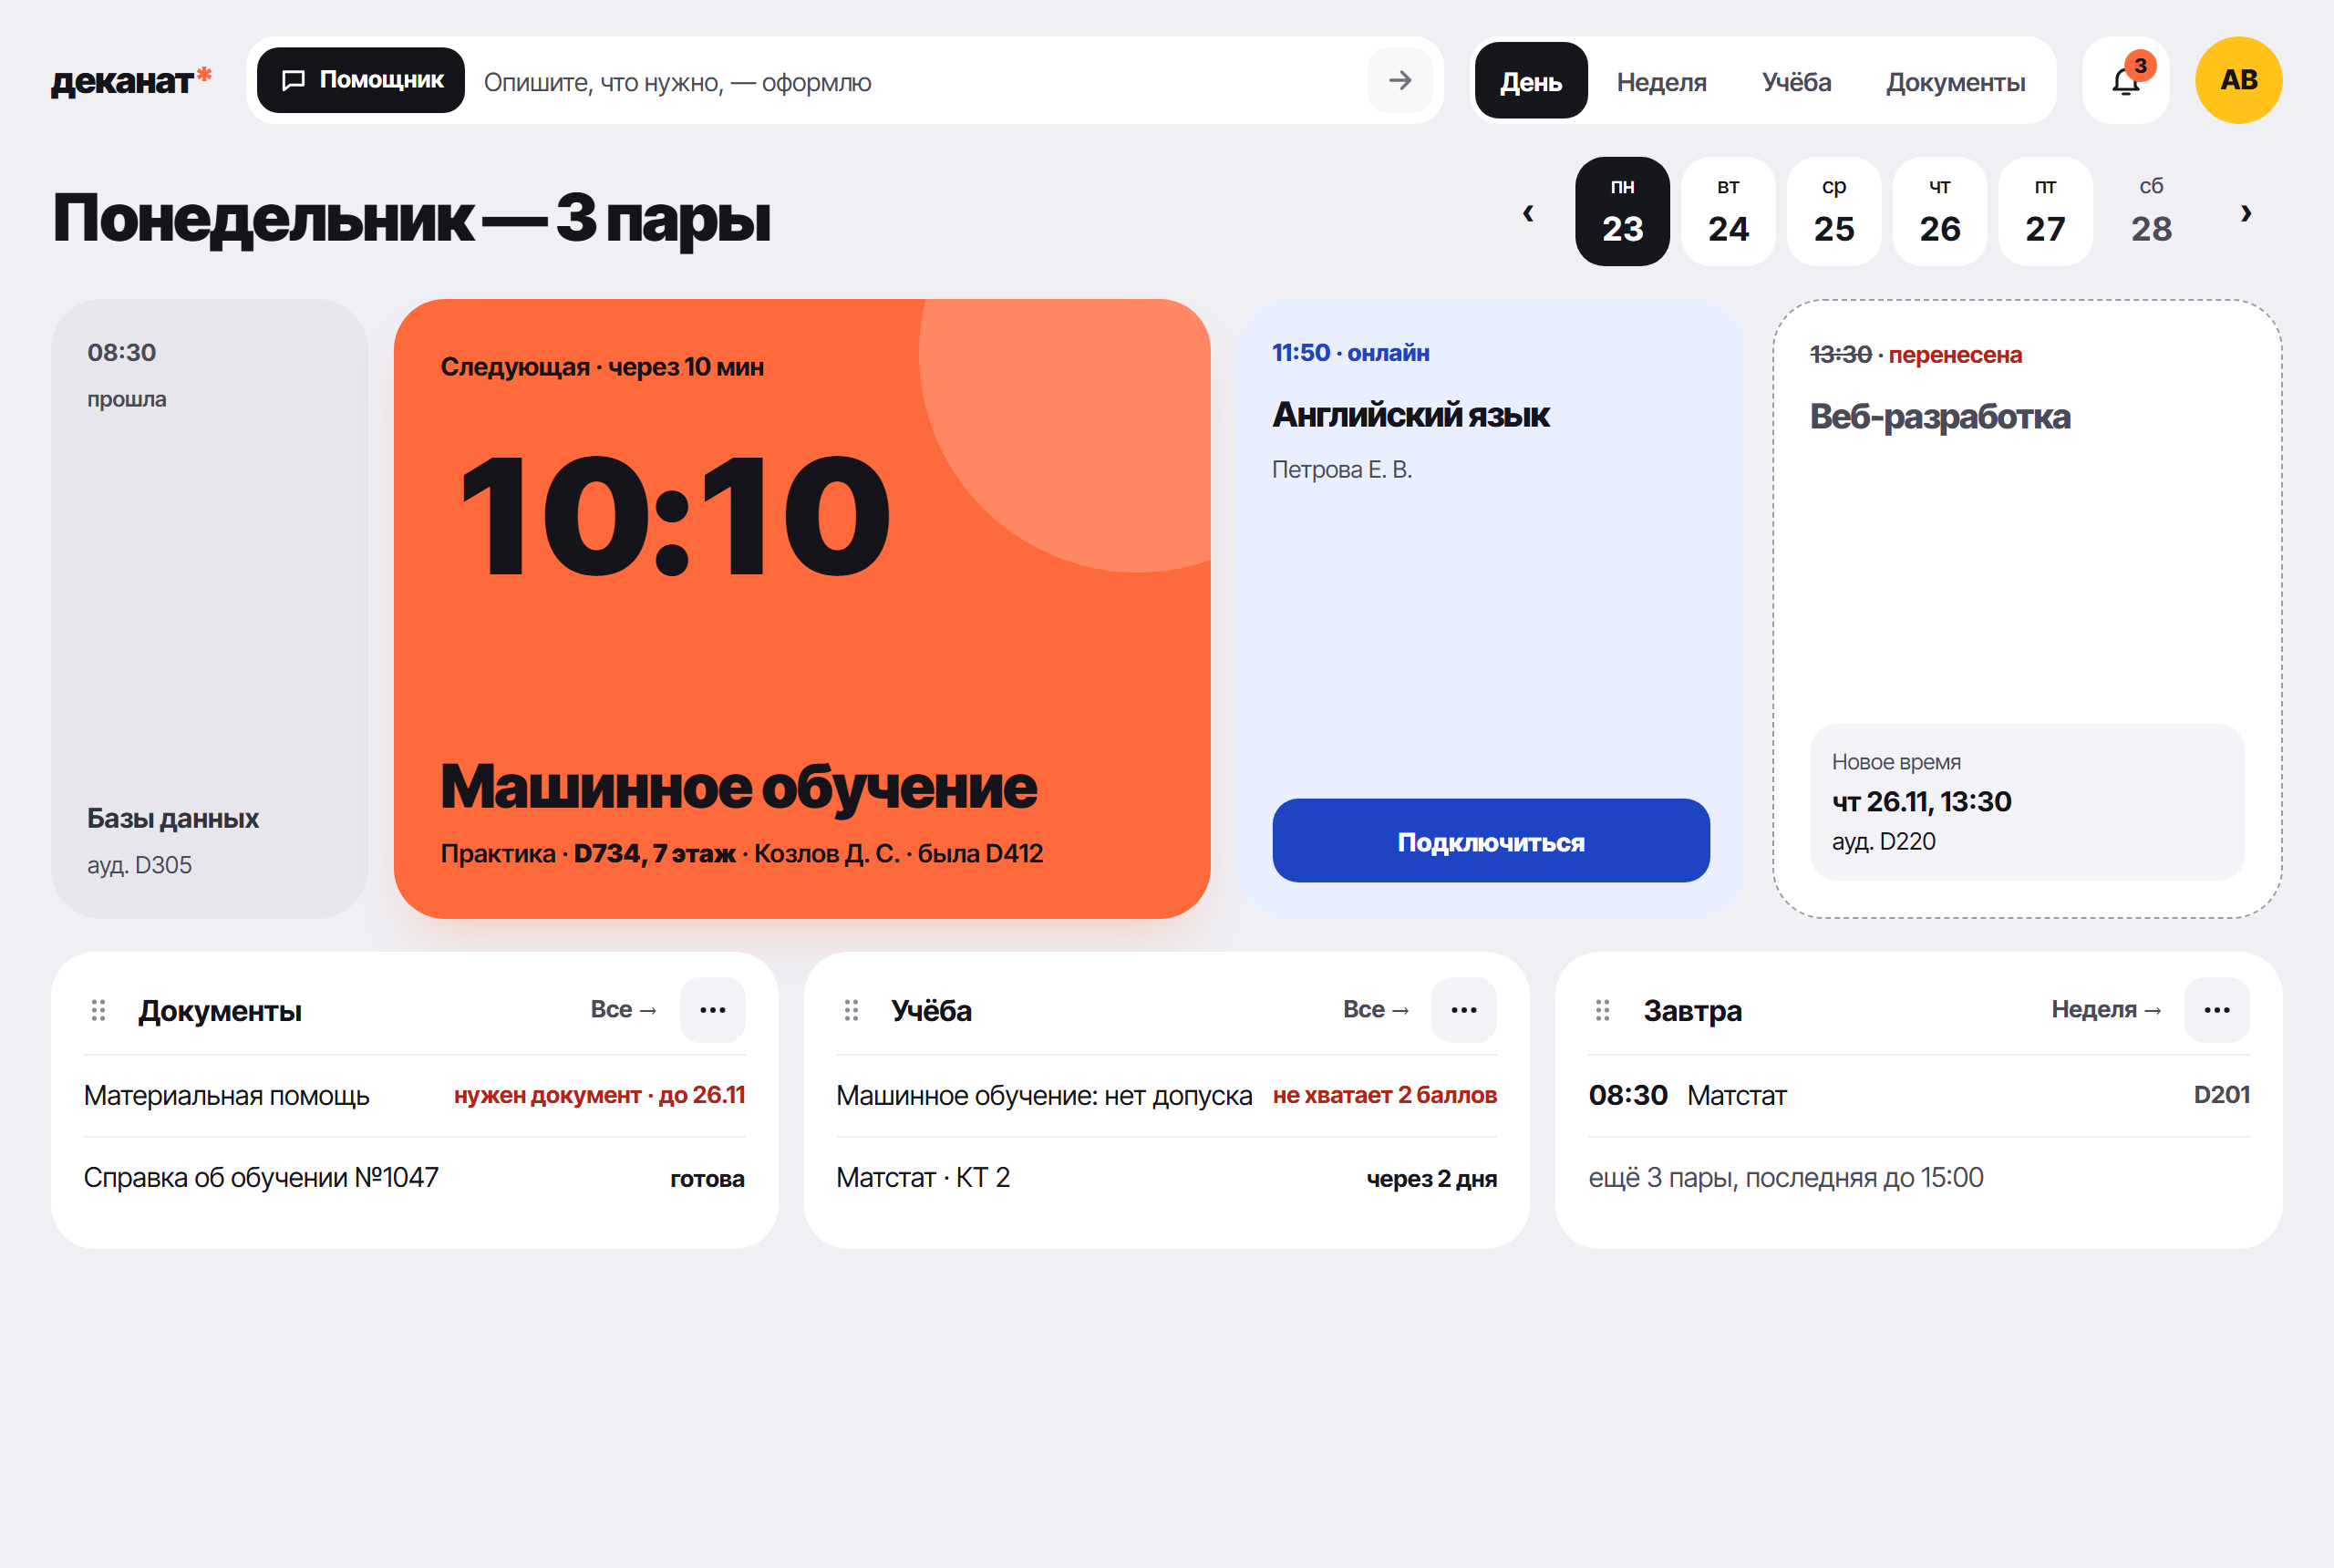 деканат*
Помощник
Опишите, что нужно, — оформлю
День
Неделя
Учёба
Документы
3
АВ
Понедельник — 3 пары
‹
пн
23
вт
24
ср
25
чт
26
пт
27
сб
28
›
08:30
прошла
Базы данных
ауд. D305
Следующая · через 10 мин
10:10
Машинное обучение
Практика · D734, 7 этаж · Козлов Д. С. · была D412
11:50 · онлайн
Английский язык
Петрова Е. В.
Подключиться
13:30 · перенесена
Веб-разработка
Новое время
чт 26.11, 13:30
ауд. D220
Документы
Все →
Материальная помощь
нужен документ · до 26.11
Справка об обучении №1047
готова
Учёба
Все →
Машинное обучение: нет допуска
не хватает 2 баллов
Матстат · КТ 2
через 2 дня
Завтра
Неделя →
08:30 Матстат
D201
ещё 3 пары, последняя до 15:00